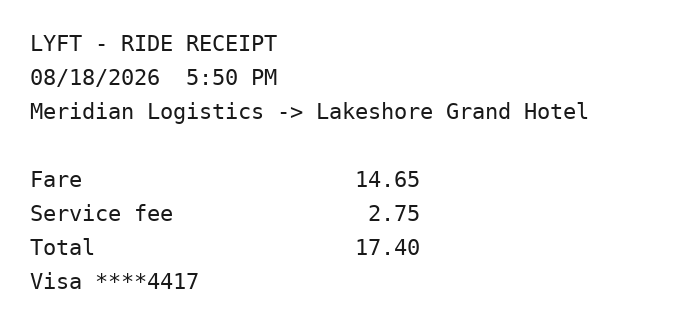 LYFT - RIDE RECEIPT
08/18/2026  5:50 PM
Meridian Logistics -> Lakeshore Grand Hotel
Fare                     14.65
Service fee               2.75
Total                    17.40
Visa ****4417